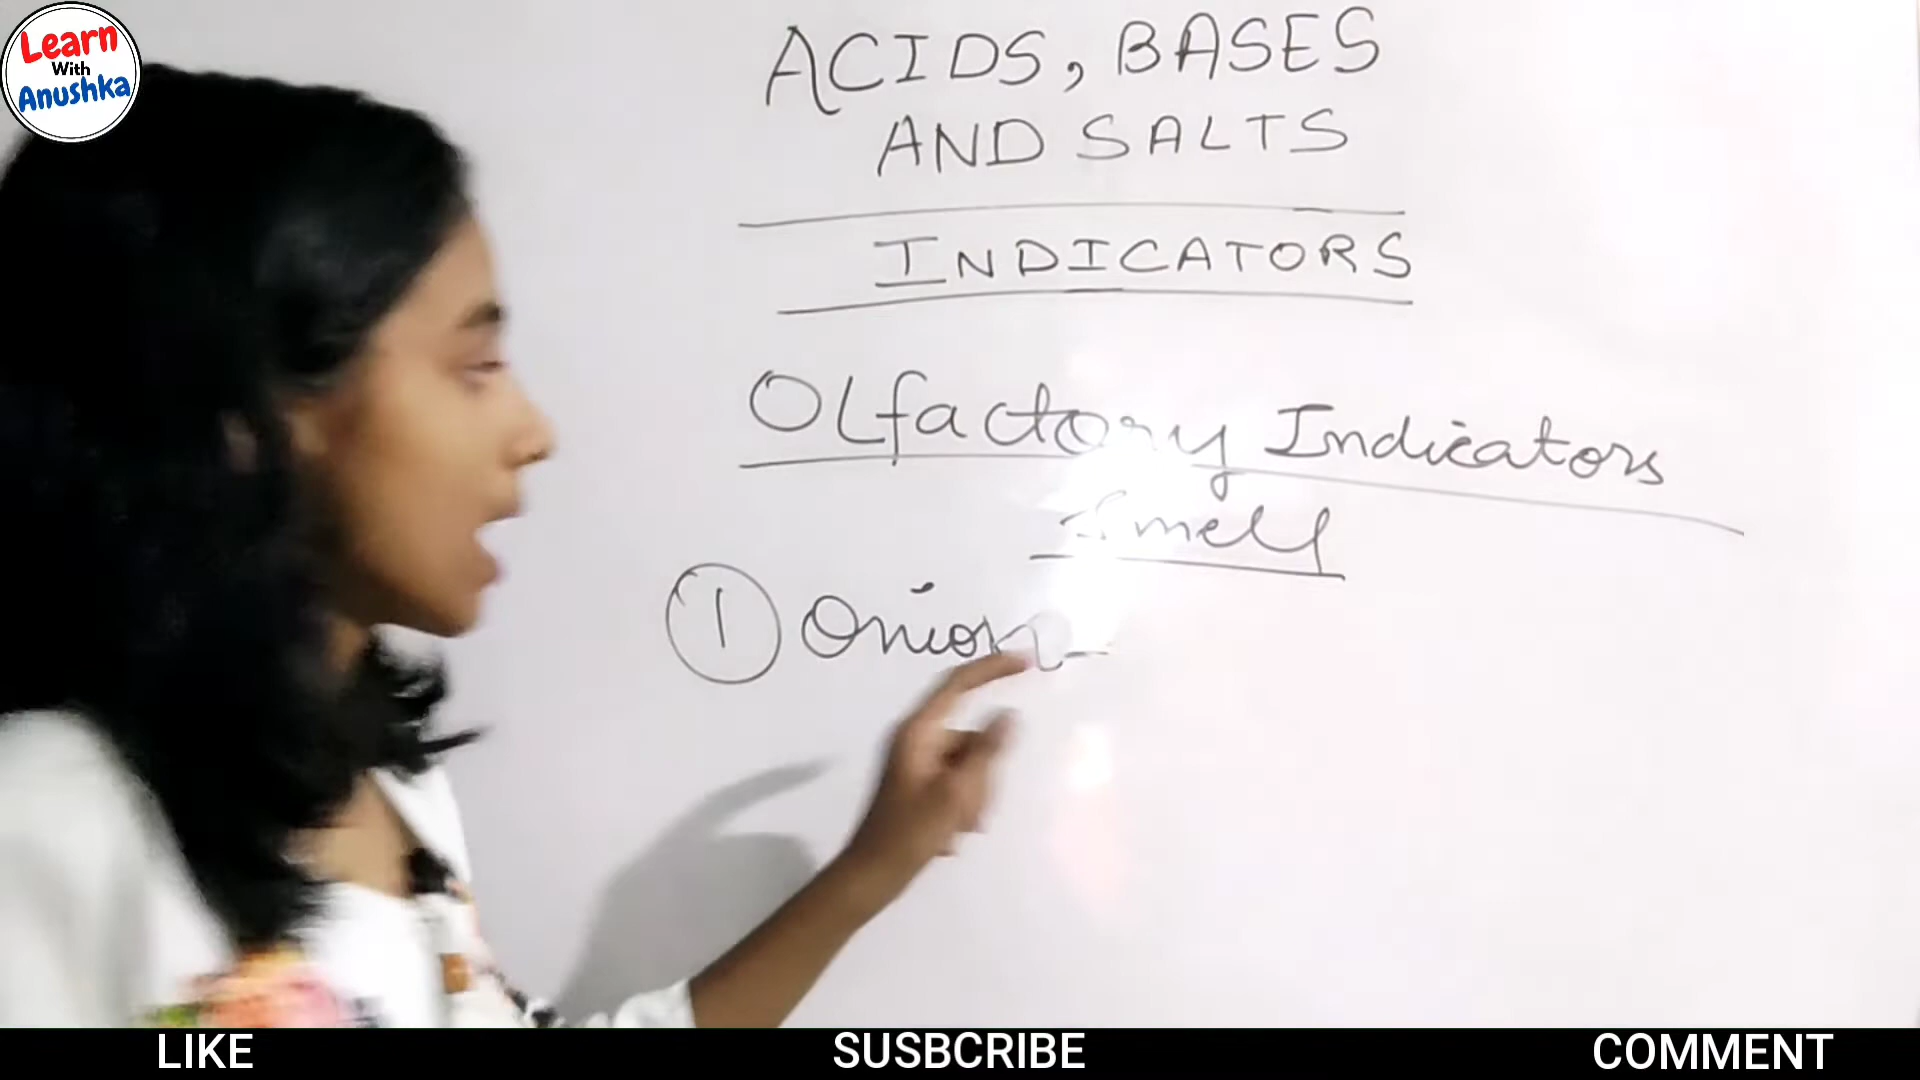 Learn
With
Anushka
ACIDS, BASES
AND SALTS
INDICATORS
Olfactory Indicators
Smell
1 Onion -
LIKE SUSBCRIBE COMMENT